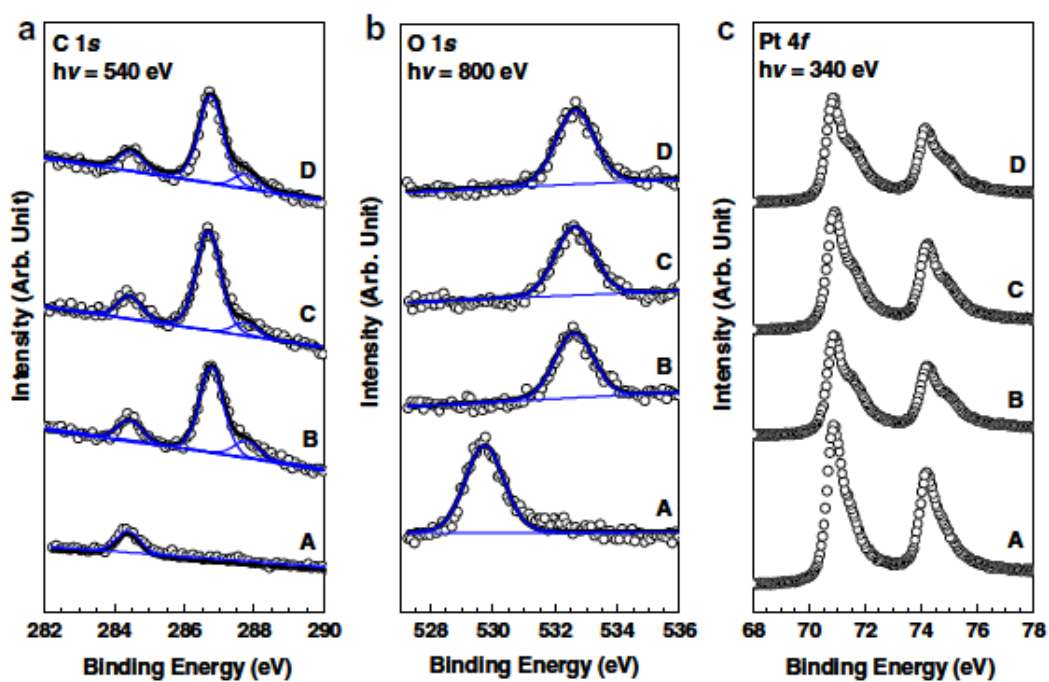 a
C 1s
hν = 540 eV
D
C
B
A
Intensity (Arb. Unit)
282 284 286 288 290
Binding Energy (eV)
b
O 1s
hν = 800 eV
D
C
B
A
Intensity (Arb. Unit)
528 530 532 534 536
Binding Energy (eV)
c
Pt 4f
hν = 340 eV
D
C
B
A
Intensity (Arb. Unit)
68 70 72 74 76 78
Binding Energy (eV)